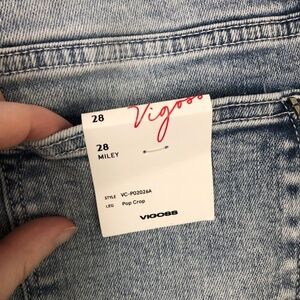 28
Vigoss
28
MILEY
STYLE VC-P02026A
LEG Pop Crop
VIGOSS